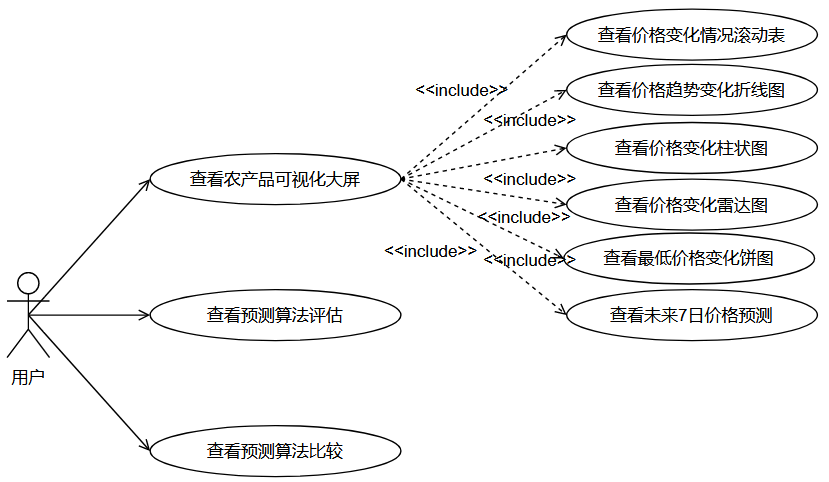 查看价格变化情况滚动表
<<include>>
查看价格趋势变化折线图
<<include>>
查看价格变化柱状图
查看农产品可视化大屏
<<include>>
查看价格变化雷达图
<<include>>
<<include>>
查看最低价格变化饼图
<<include>>
查看未来7日价格预测
查看预测算法评估
用户
查看预测算法比较